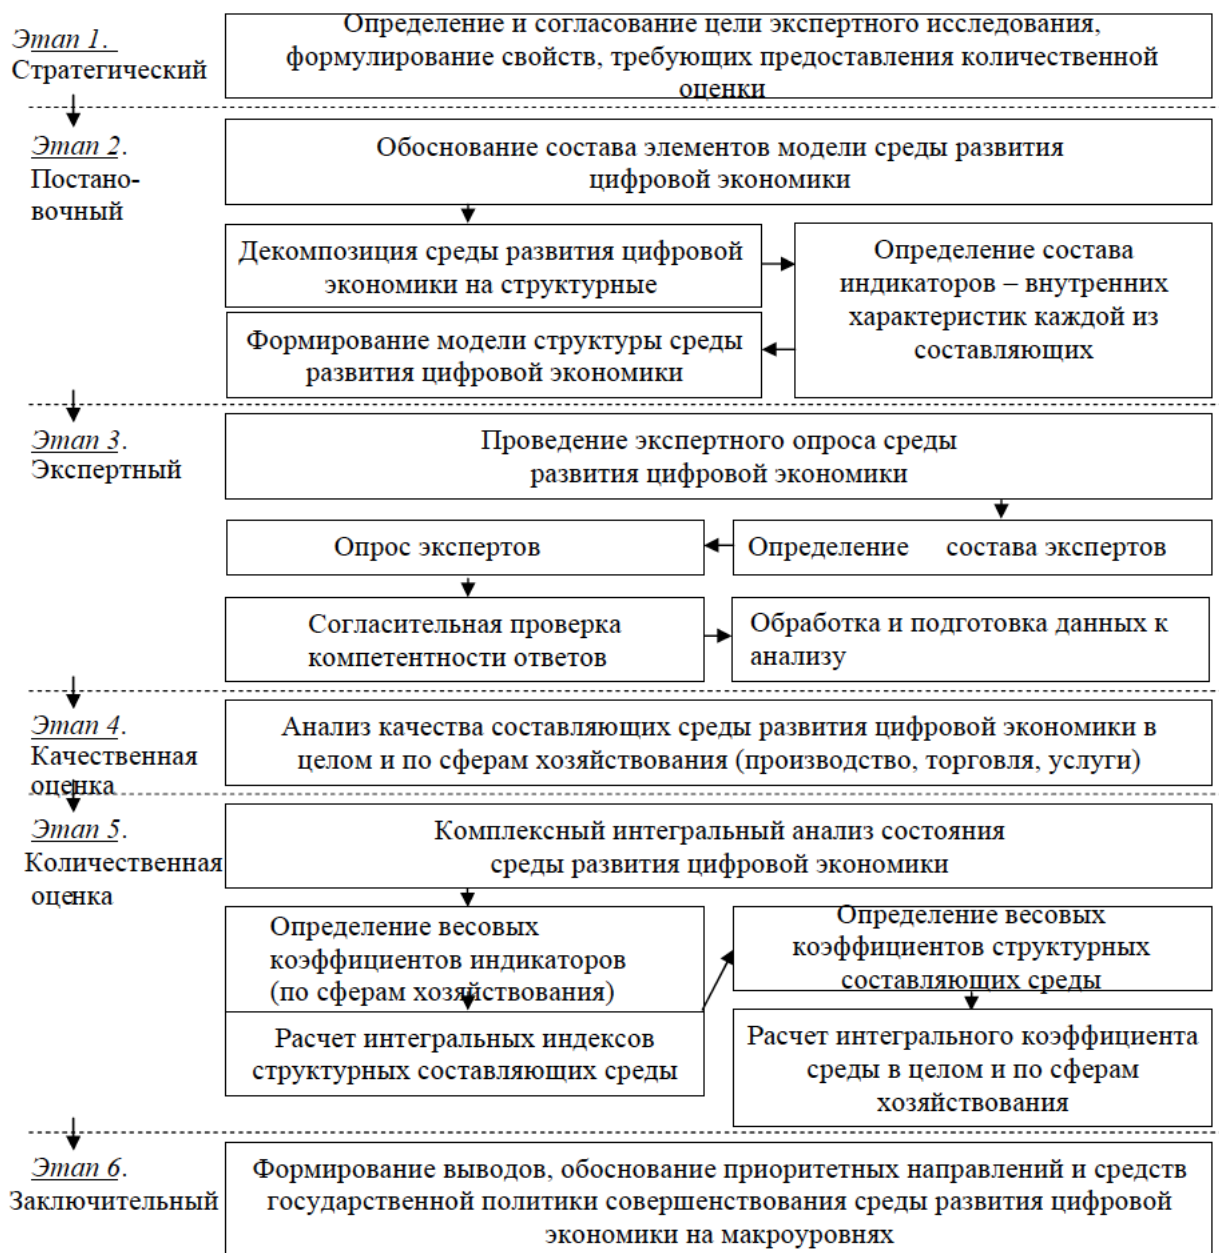 Этап 1.
Стратегический
Определение и согласование цели экспертного исследования,
формулирование свойств, требующих предоставления количественной
оценки
Этап 2.
Постано-
вочный
Обоснование состава элементов модели среды развития
цифровой экономики
Декомпозиция среды развития цифровой
экономики на структурные
Определение состава
индикаторов – внутренних
характеристик каждой из
составляющих
Формирование модели структуры среды
развития цифровой экономики
Этап 3.
Экспертный
Проведение экспертного опроса среды
развития цифровой экономики
Опрос экспертов
Определение состава экспертов
Согласительная проверка
компетентности ответов
Обработка и подготовка данных к
анализу
Этап 4.
Качественная
оценка
Анализ качества составляющих среды развития цифровой экономики в
целом и по сферам хозяйствования (производство, торговля, услуги)
Этап 5.
Количественная
оценка
Комплексный интегральный анализ состояния
среды развития цифровой экономики
Определение весовых
коэффициентов индикаторов
(по сферам хозяйствования)
Определение весовых
коэффициентов структурных
составляющих среды
Расчет интегральных индексов
структурных составляющих среды
Расчет интегрального коэффициента
среды в целом и по сферам
хозяйствования
Этап 6.
Заключительный
Формирование выводов, обоснование приоритетных направлений и средств
государственной политики совершенствования среды развития цифровой
экономики на макроуровнях